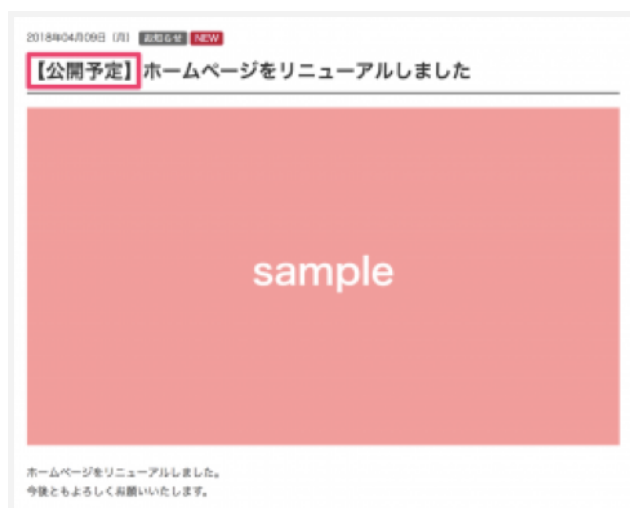 2018年04月09日（月） お知らせ NEW
【公開予定】ホームページをリニューアルしました
sample
ホームページをリニューアルしました。
今後ともよろしくお願いいたします。